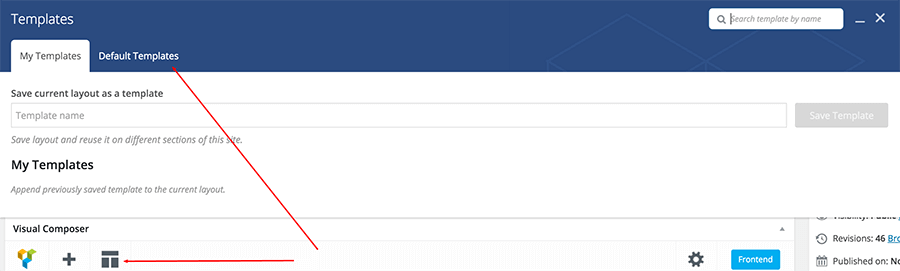 Templates
Search template by name
My Templates
Default Templates
Save current layout as a template
Template name
Save Template
Save layout and reuse it on different sections of this site.
My Templates
Append previously saved template to the current layout.
Visual Composer
Frontend
Visibility: Public
Revisions: 46 Bro
Published on: No